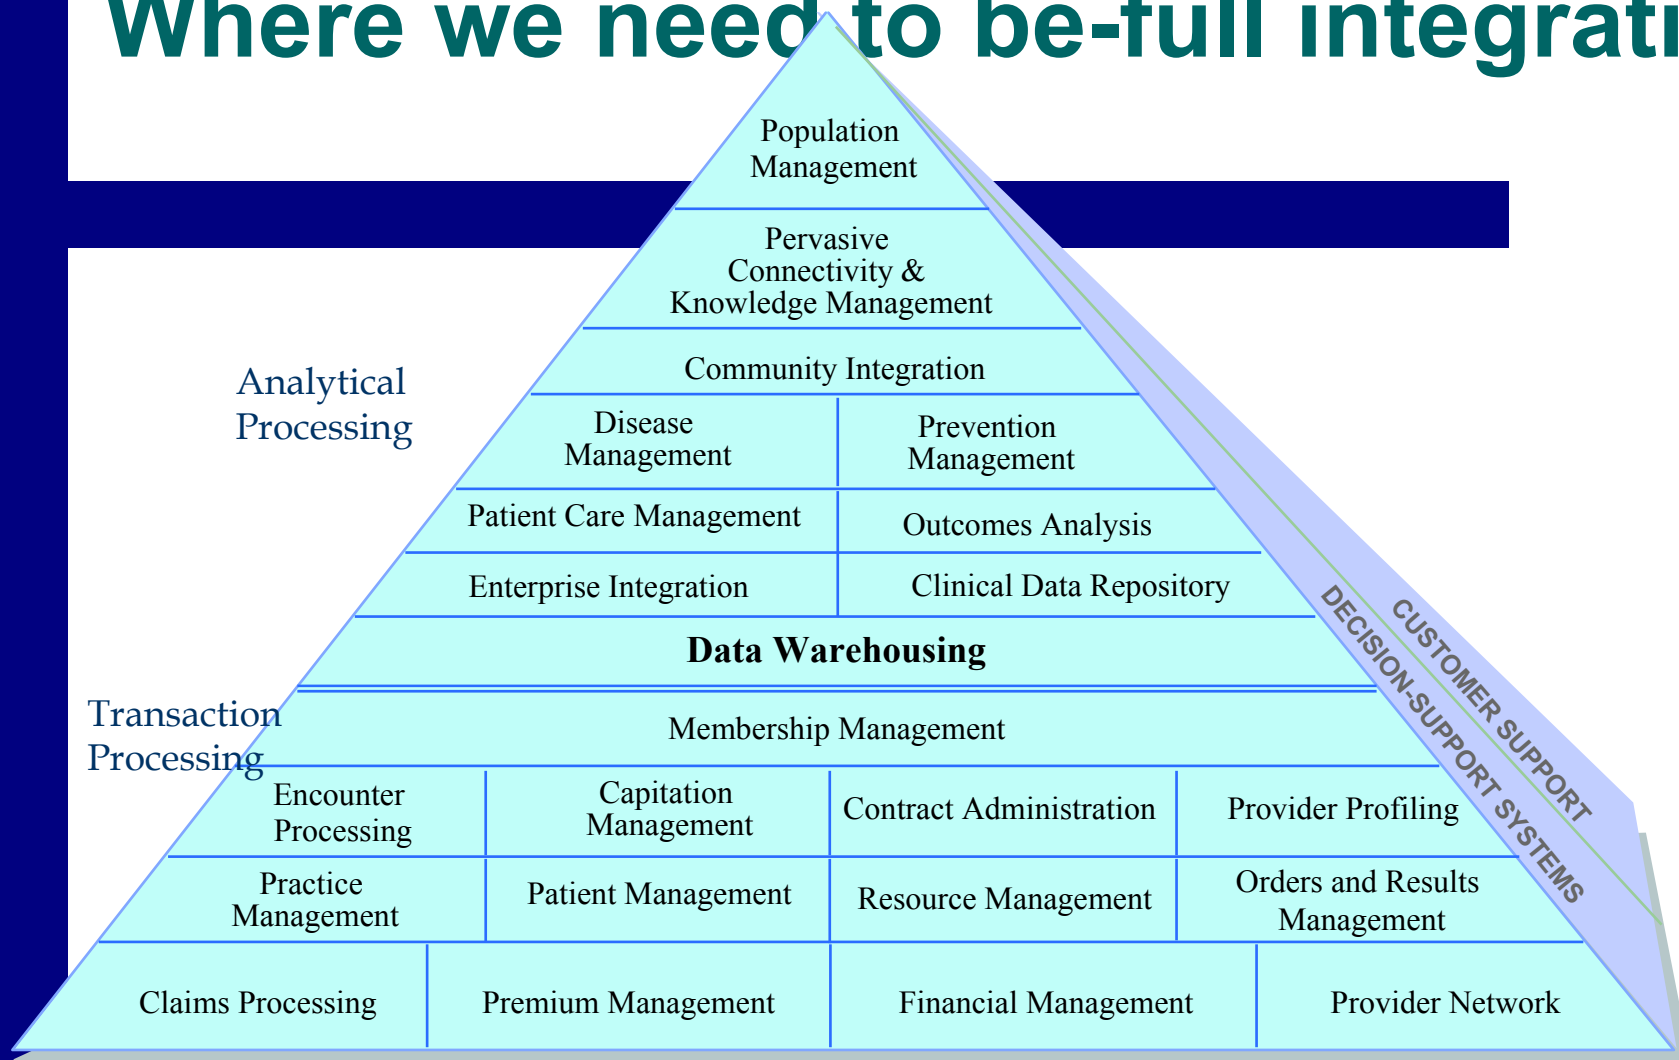 Where we need to be-full integrati
Population
Management
Pervasive
Connectivity &
Knowledge Management
Community Integration
Analytical
Processing
Disease
Management
Prevention
Management
Patient Care Management
Outcomes Analysis
Enterprise Integration
Clinical Data Repository
Data Warehousing
CUSTOMER SUPPORT
DECISION-SUPPORT SYSTEMS
Transaction
Processing
Membership Management
Encounter
Processing
Capitation
Management
Contract Administration
Provider Profiling
Practice
Management
Patient Management
Resource Management
Orders and Results
Management
Claims Processing
Premium Management
Financial Management
Provider Network